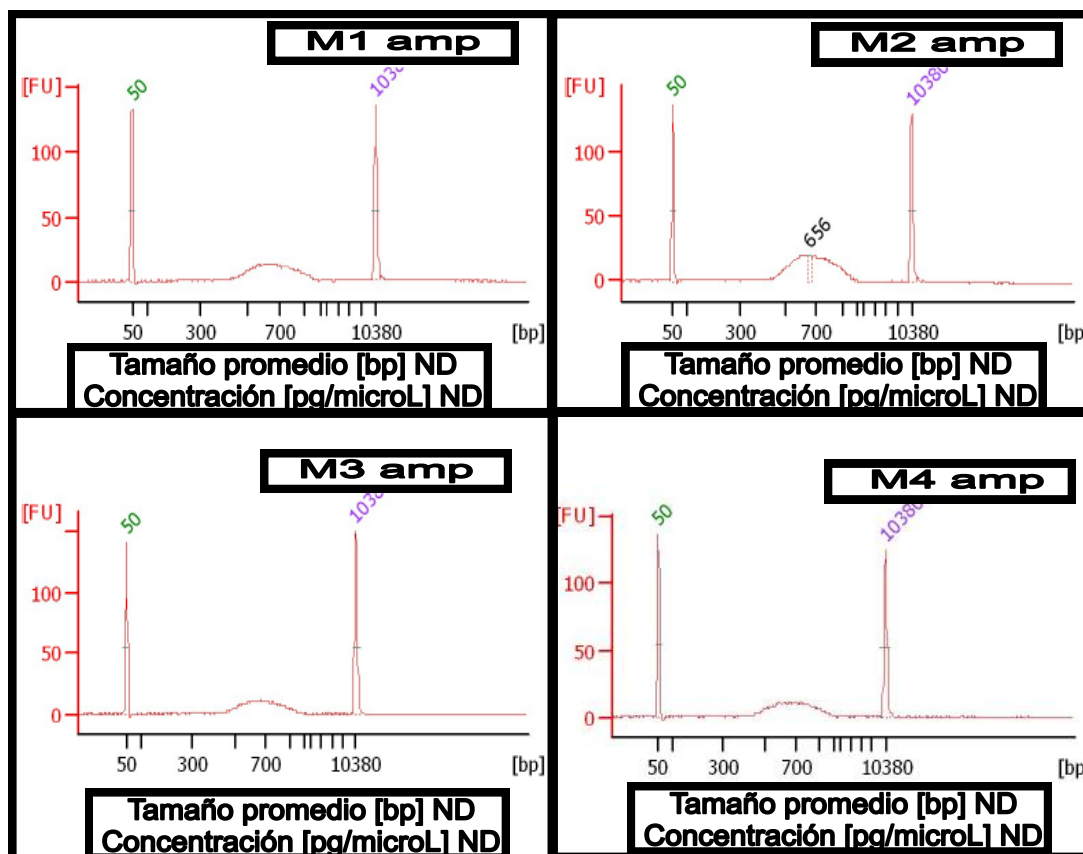 M1 amp
[FU]
50
1038
100
50
0
50 300 700 10380 [bp]
Tamaño promedio [bp] ND
Concentración [pg/microL] ND
M2 amp
[FU]
50
10380
656
100
50
0
50 300 700 10380 [bp]
Tamaño promedio [bp] ND
Concentración [pg/microL] ND
M3 amp
[FU]
50
1038
100
50
0
50 300 700 10380 [bp]
Tamaño promedio [bp] ND
Concentración [pg/microL] ND
M4 amp
[FU]
50
10380
100
50
0
50 300 700 10380 [bp
Tamaño promedio [bp] ND
Concentración [pg/microL] ND